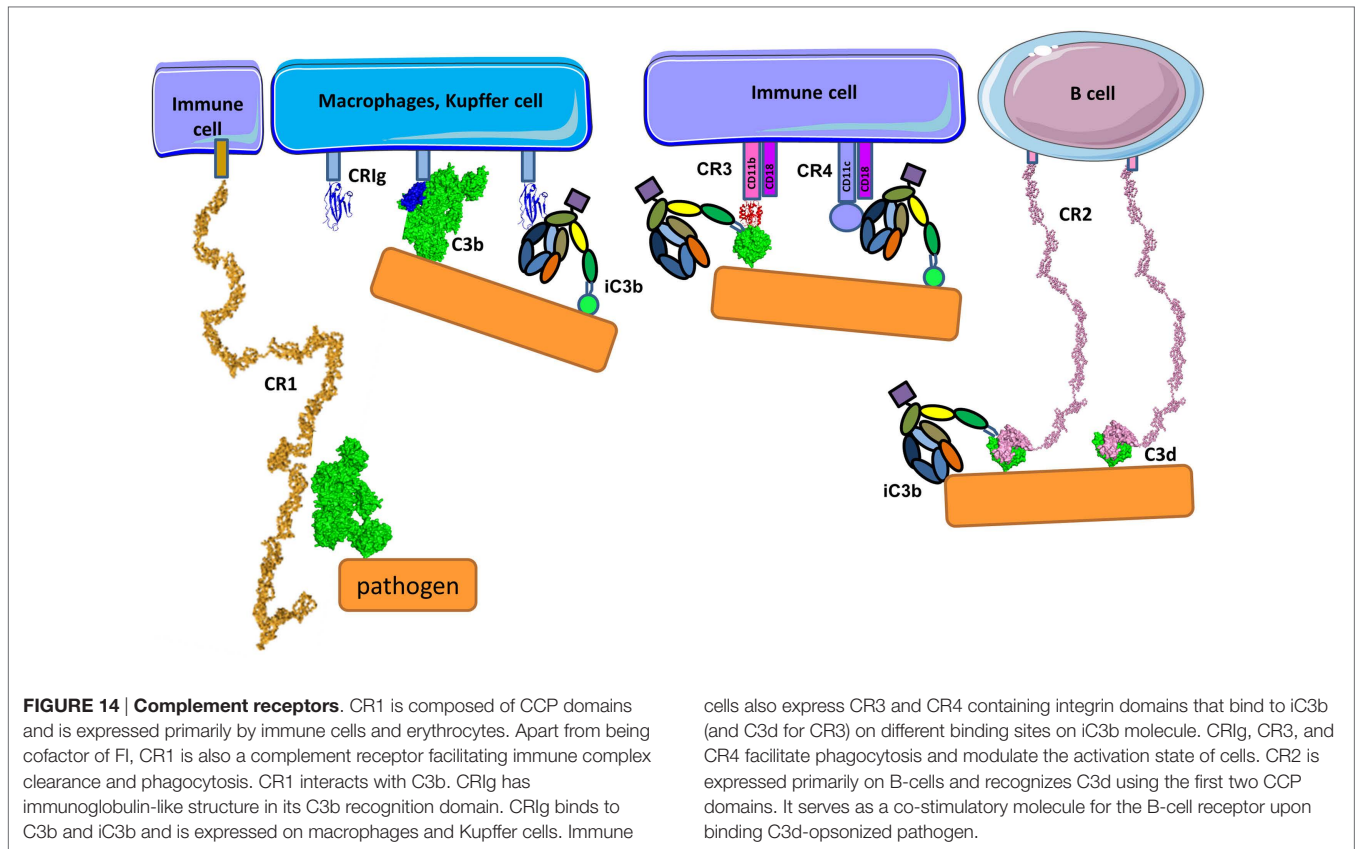 Immune
cell
Macrophages, Kupffer cell
Immune cell
B cell
CRIg
C3b
iC3b
CR3
CD11b
CD18
CR4
CD11c
CD18
CR2
CR1
C3d
iC3b
pathogen
FIGURE 14 | Complement receptors. CR1 is composed of CCP domains
and is expressed primarily by immune cells and erythrocytes. Apart from being
cofactor of FI, CR1 is also a complement receptor facilitating immune complex
clearance and phagocytosis. CR1 interacts with C3b. CRIg has
immunoglobulin-like structure in its C3b recognition domain. CRIg binds to
C3b and iC3b and is expressed on macrophages and Kupffer cells. Immune
cells also express CR3 and CR4 containing integrin domains that bind to iC3b
(and C3d for CR3) on different binding sites on iC3b molecule. CRIg, CR3, and
CR4 facilitate phagocytosis and modulate the activation state of cells. CR2 is
expressed primarily on B-cells and recognizes C3d using the first two CCP
domains. It serves as a co-stimulatory molecule for the B-cell receptor upon
binding C3d-opsonized pathogen.